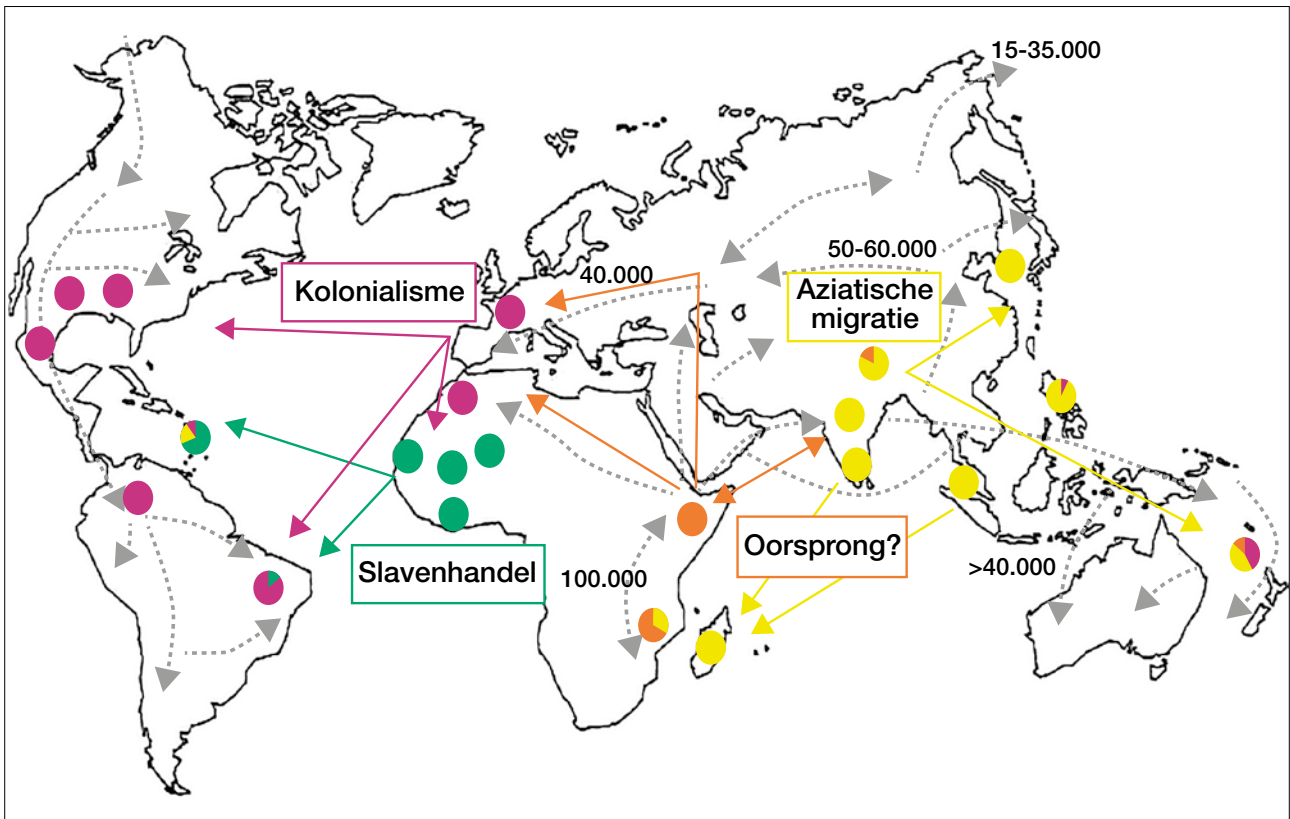 15-35.000
50-60.000
40.000
Kolonialisme
Aziatische
migratie
Oorsprong?
Slavenhandel
>40.000
100.000